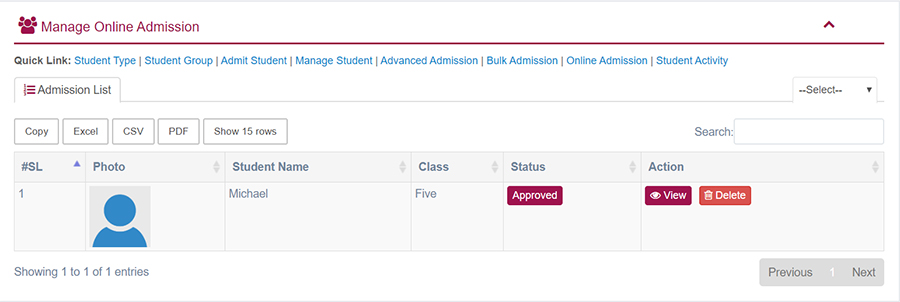 Manage Online Admission
Quick Link: Student Type | Student Group | Admit Student | Manage Student | Advanced Admission | Bulk Admission | Online Admission | Student Activity
Admission List
--Select--
Copy Excel CSV PDF Show 15 rows Search:
#SL Photo Student Name Class Status Action
1 Michael Five Approved View Delete
Showing 1 to 1 of 1 entries Previous 1 Next